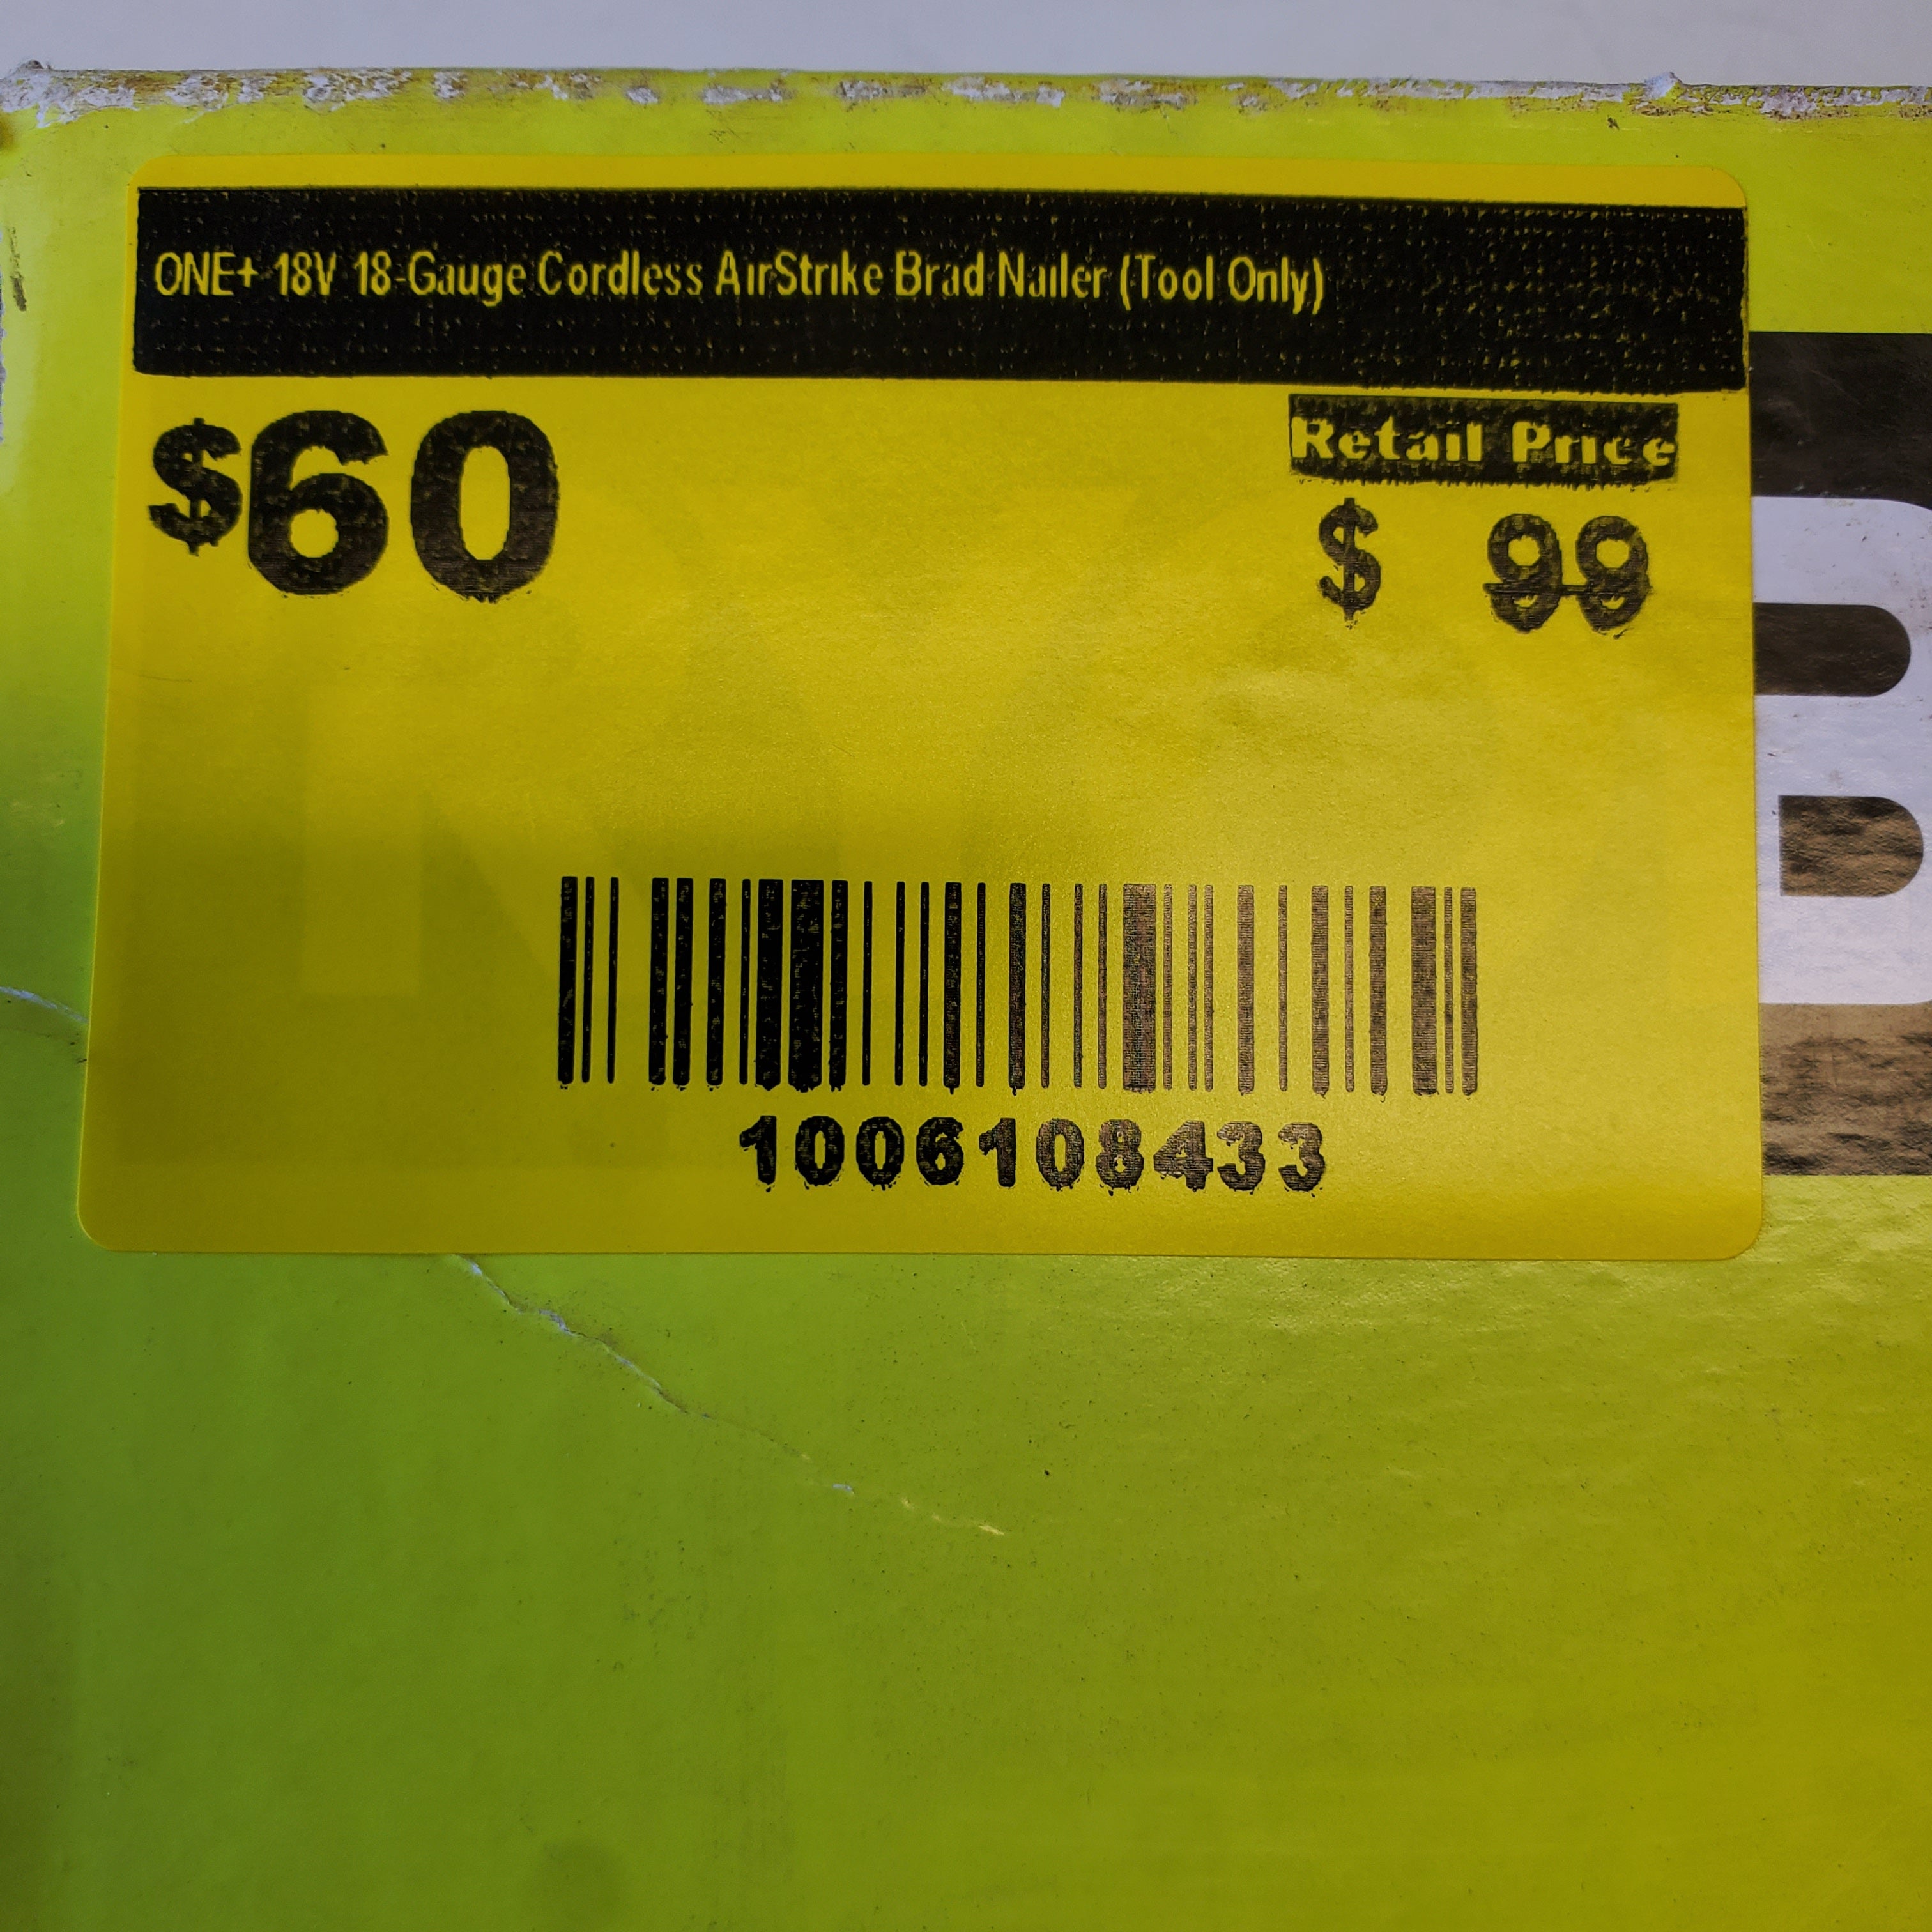 ONE+ 18V 18-Gauge Cordless AirStrike Brad Nailer (Tool Only)
$60
Retail Price
$ 99
1006108433